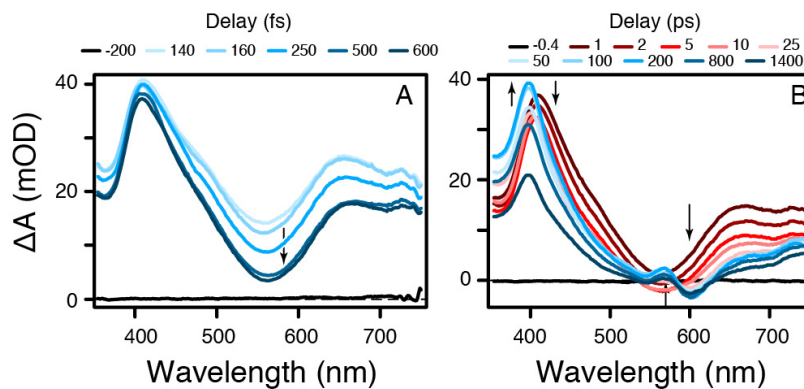 Delay (fs)
-200 140 160 250 500 600
A
40
20
0
ΔA (mOD)
400 500 600 700
Wavelength (nm)
Delay (ps)
-0.4 1 2 5 10 25
50 100 200 800 1400
B
40
20
0
400 500 600 700
Wavelength (nm)